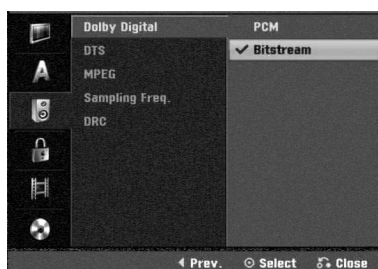 Dolby Digital
DTS
MPEG
Sampling Freq.
DRC
PCM
✓ Bitstream
A
◀ Prev. ⊙ Select Close